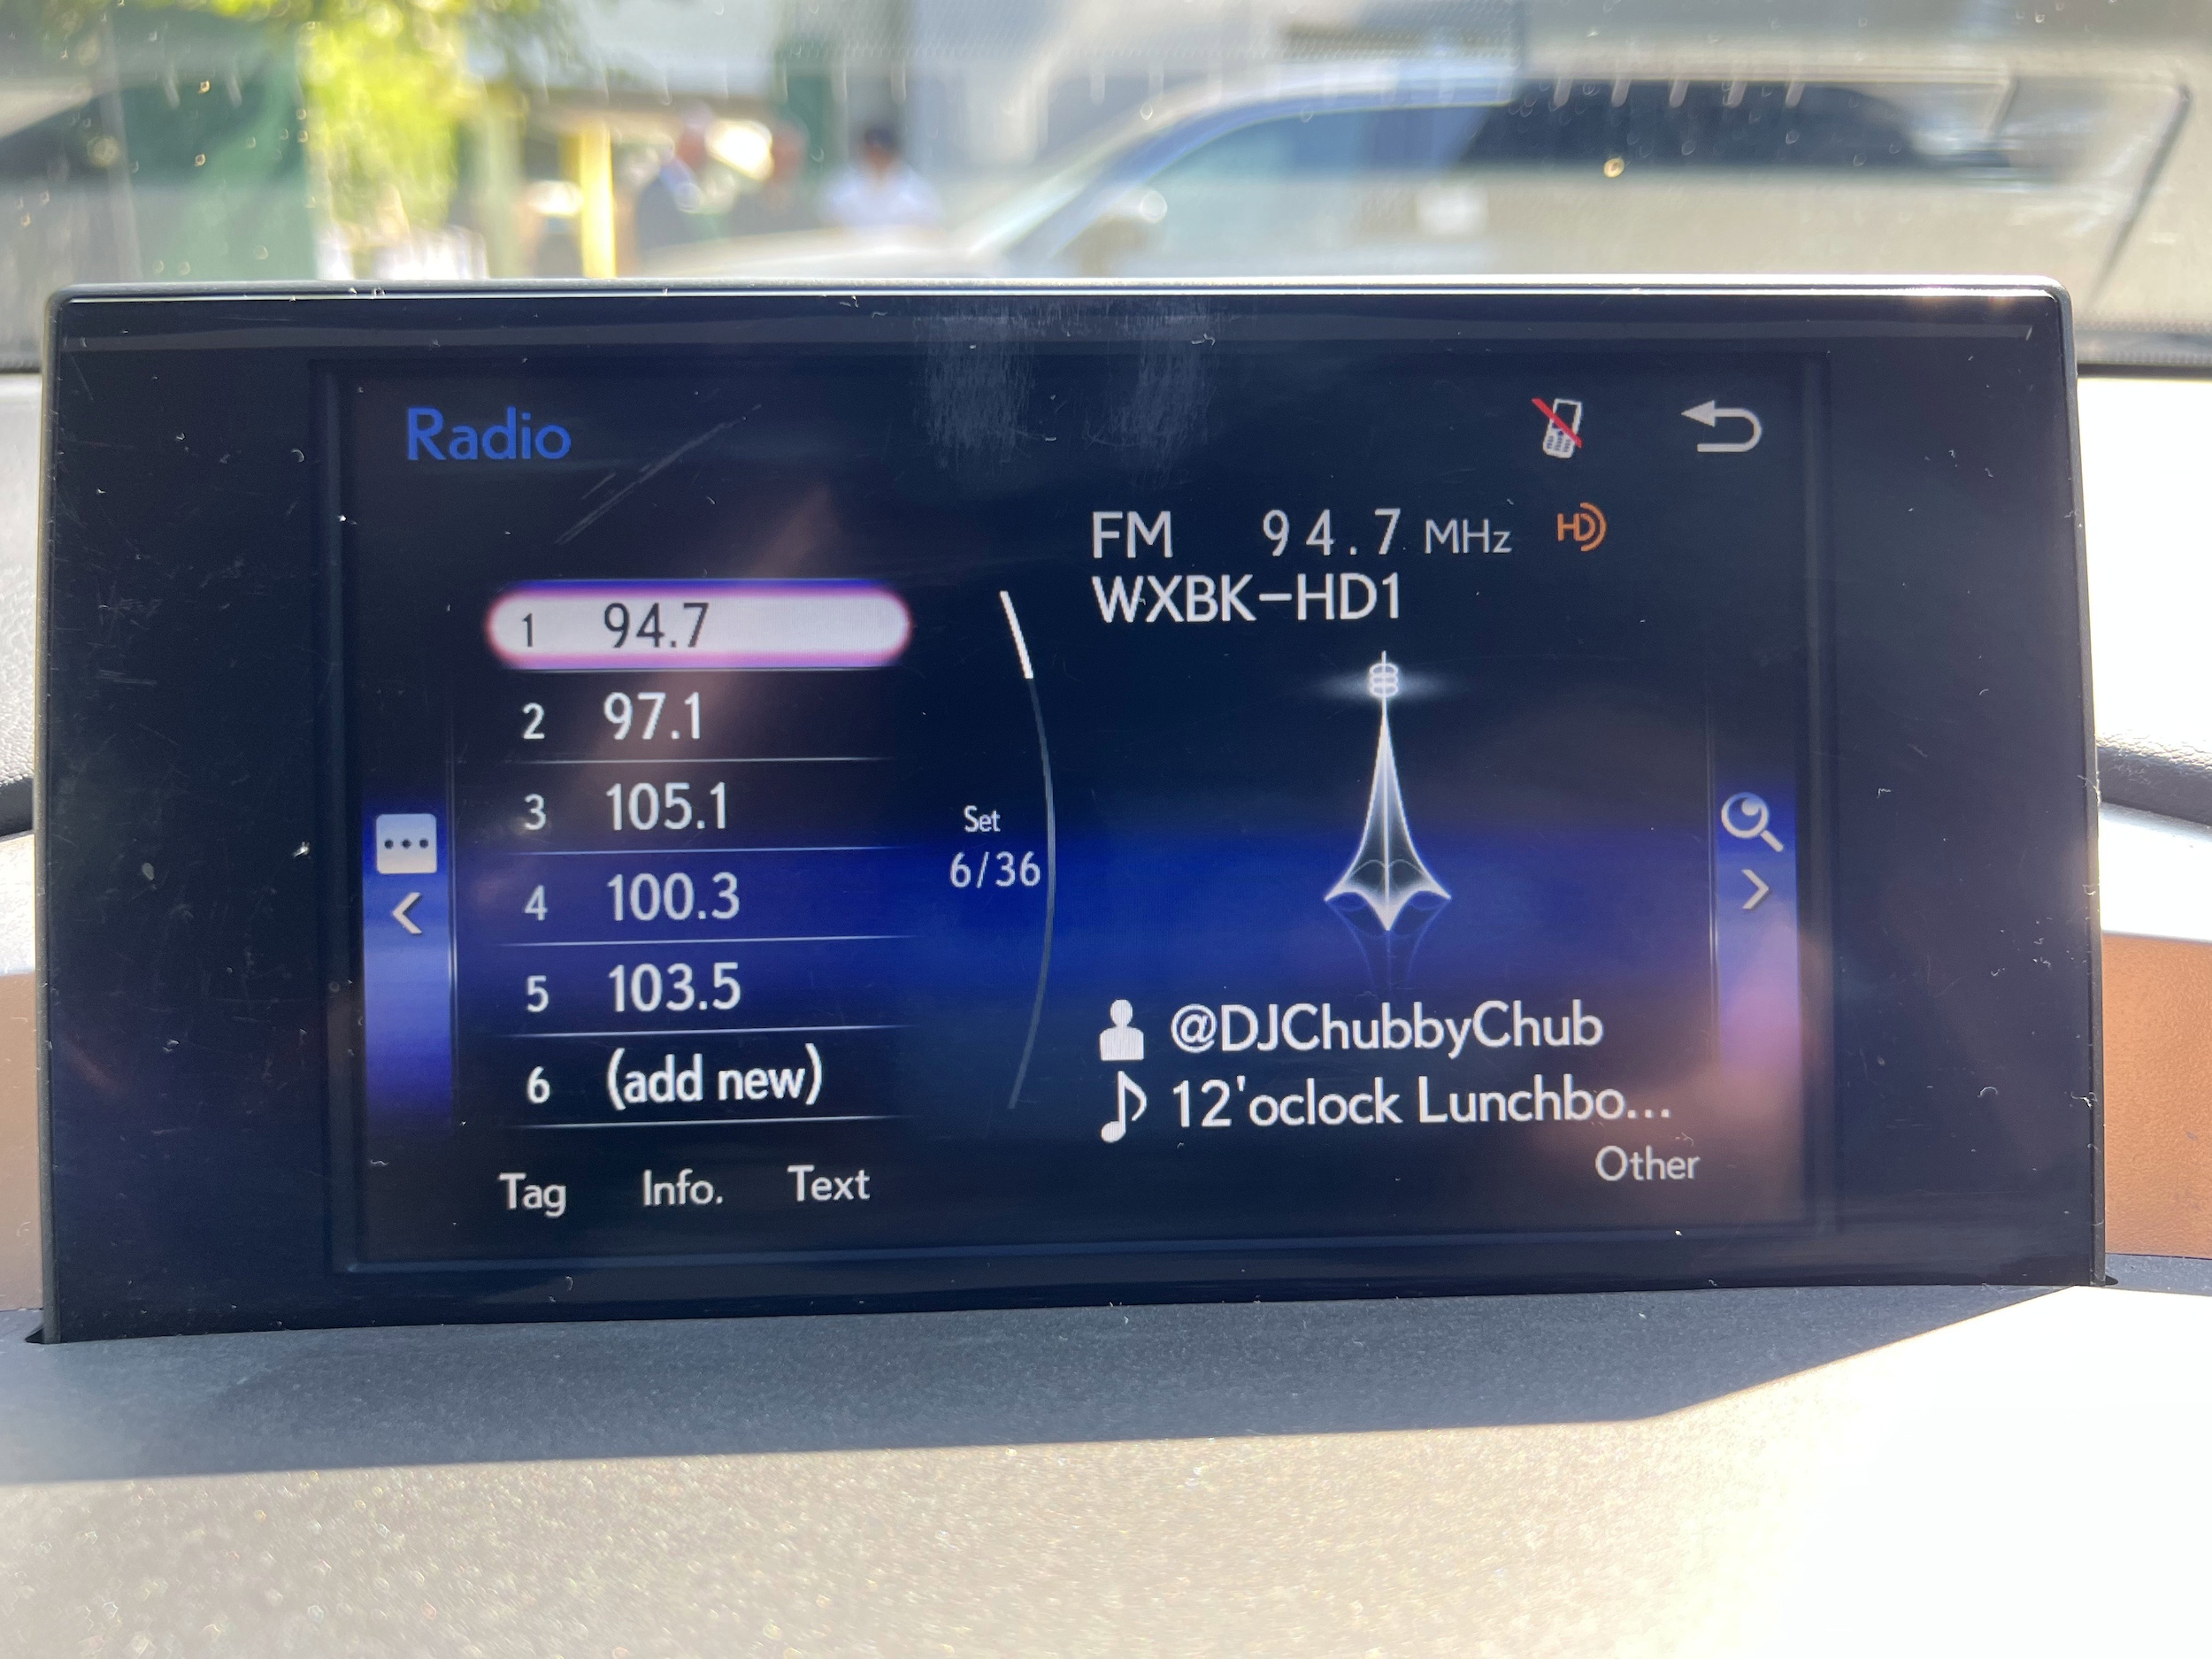 Radio
FM 94.7 MHz HD
WXBK-HD1
1 94.7
2 97.1
3 105.1
4 100.3
5 103.5
6 (add new)
Set
6/36
@DJChubbyChub
12'oclock Lunchbo...
Other
Tag Info. Text